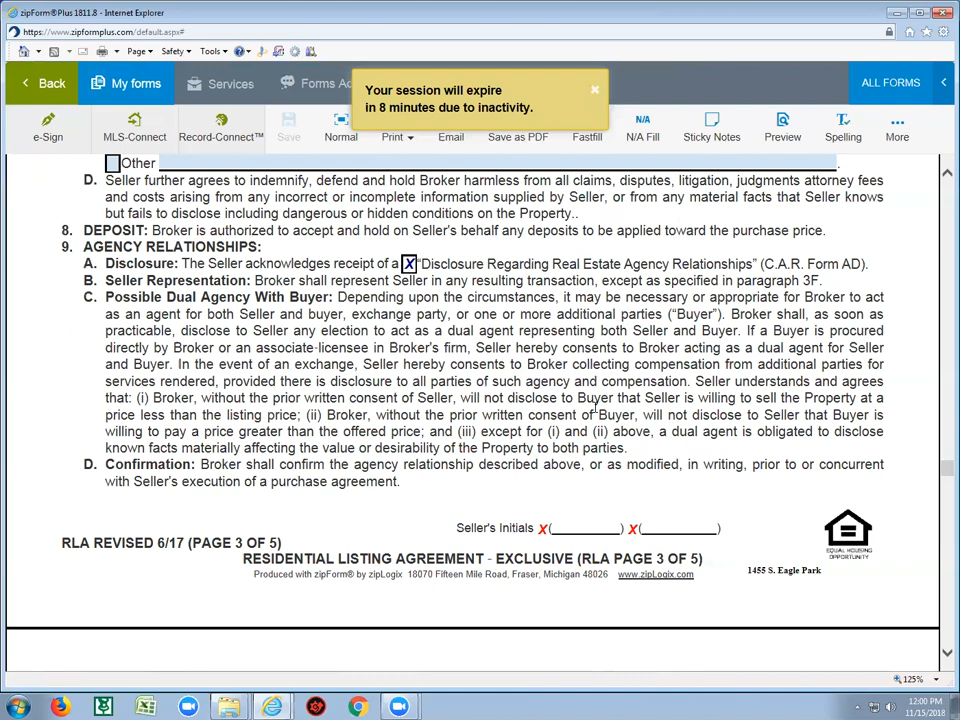 zipForm®Plus 1811.8 - Internet Explorer
https://www.zipformplus.com/default.aspx#
Page Safety Tools
Back My forms Services Forms Ad ALL FORMS
Your session will expire
in 8 minutes due to inactivity.
e-Sign MLS-Connect Record-Connect™ Save Normal Print Email Save as PDF Fastfill N/A Fill Sticky Notes Preview Spelling More
Other .
D. Seller further agrees to indemnify, defend and hold Broker harmless from all claims, disputes, litigation, judgments attorney fees
and costs arising from any incorrect or incomplete information supplied by Seller, or from any material facts that Seller knows
but fails to disclose including dangerous or hidden conditions on the Property..
8. DEPOSIT: Broker is authorized to accept and hold on Seller's behalf any deposits to be applied toward the purchase price.
9. AGENCY RELATIONSHIPS:
A. Disclosure: The Seller acknowledges receipt of a X “Disclosure Regarding Real Estate Agency Relationships” (C.A.R. Form AD).
B. Seller Representation: Broker shall represent Seller in any resulting transaction, except as specified in paragraph 3F.
C. Possible Dual Agency With Buyer: Depending upon the circumstances, it may be necessary or appropriate for Broker to act
as an agent for both Seller and buyer, exchange party, or one or more additional parties (“Buyer”). Broker shall, as soon as
practicable, disclose to Seller any election to act as a dual agent representing both Seller and Buyer. If a Buyer is procured
directly by Broker or an associate-licensee in Broker's firm, Seller hereby consents to Broker acting as a dual agent for Seller
and Buyer. In the event of an exchange, Seller hereby consents to Broker collecting compensation from additional parties for
services rendered, provided there is disclosure to all parties of such agency and compensation. Seller understands and agrees
that: (i) Broker, without the prior written consent of Seller, will not disclose to Buyer that Seller is willing to sell the Property at a
price less than the listing price; (ii) Broker, without the prior written consent of Buyer, will not disclose to Seller that Buyer is
willing to pay a price greater than the offered price; and (iii) except for (i) and (ii) above, a dual agent is obligated to disclose
known facts materially affecting the value or desirability of the Property to both parties.
D. Confirmation: Broker shall confirm the agency relationship described above, or as modified, in writing, prior to or concurrent
with Seller's execution of a purchase agreement.
Seller's Initials X(__________) X(__________)
RLA REVISED 6/17 (PAGE 3 OF 5)
EQUAL HOUSING
OPPORTUNITY
RESIDENTIAL LISTING AGREEMENT - EXCLUSIVE (RLA PAGE 3 OF 5)
Produced with zipForm® by zipLogix 18070 Fifteen Mile Road, Fraser, Michigan 48026 www.zipLogix.com
1455 S. Eagle Park
125%
12:00 PM
11/15/2018